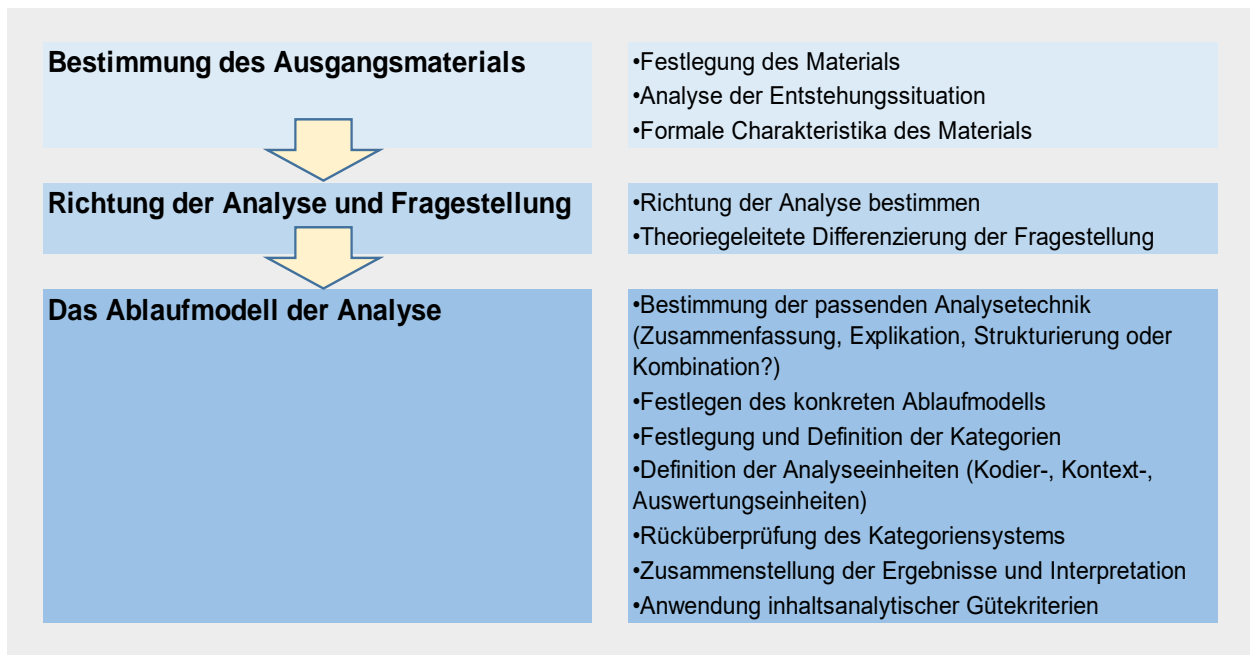 Bestimmung des Ausgangsmaterials
•Festlegung des Materials
•Analyse der Entstehungssituation
•Formale Charakteristika des Materials
Richtung der Analyse und Fragestellung
•Richtung der Analyse bestimmen
•Theoriegeleitete Differenzierung der Fragestellung
Das Ablaufmodell der Analyse
•Bestimmung der passenden Analysetechnik
(Zusammenfassung, Explikation, Strukturierung oder
Kombination?)
•Festlegen des konkreten Ablaufmodells
•Festlegung und Definition der Kategorien
•Definition der Analyseeinheiten (Kodier-, Kontext-,
Auswertungseinheiten)
•Rücküberprüfung des Kategoriensystems
•Zusammenstellung der Ergebnisse und Interpretation
•Anwendung inhaltsanalytischer Gütekriterien